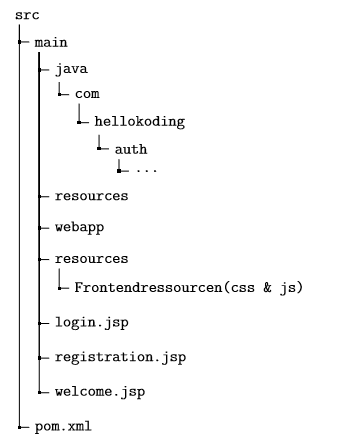 src
main
java
com
hellokoding
auth
...
resources
webapp
resources
Frontendressourcen(css & js)
login.jsp
registration.jsp
welcome.jsp
pom.xml